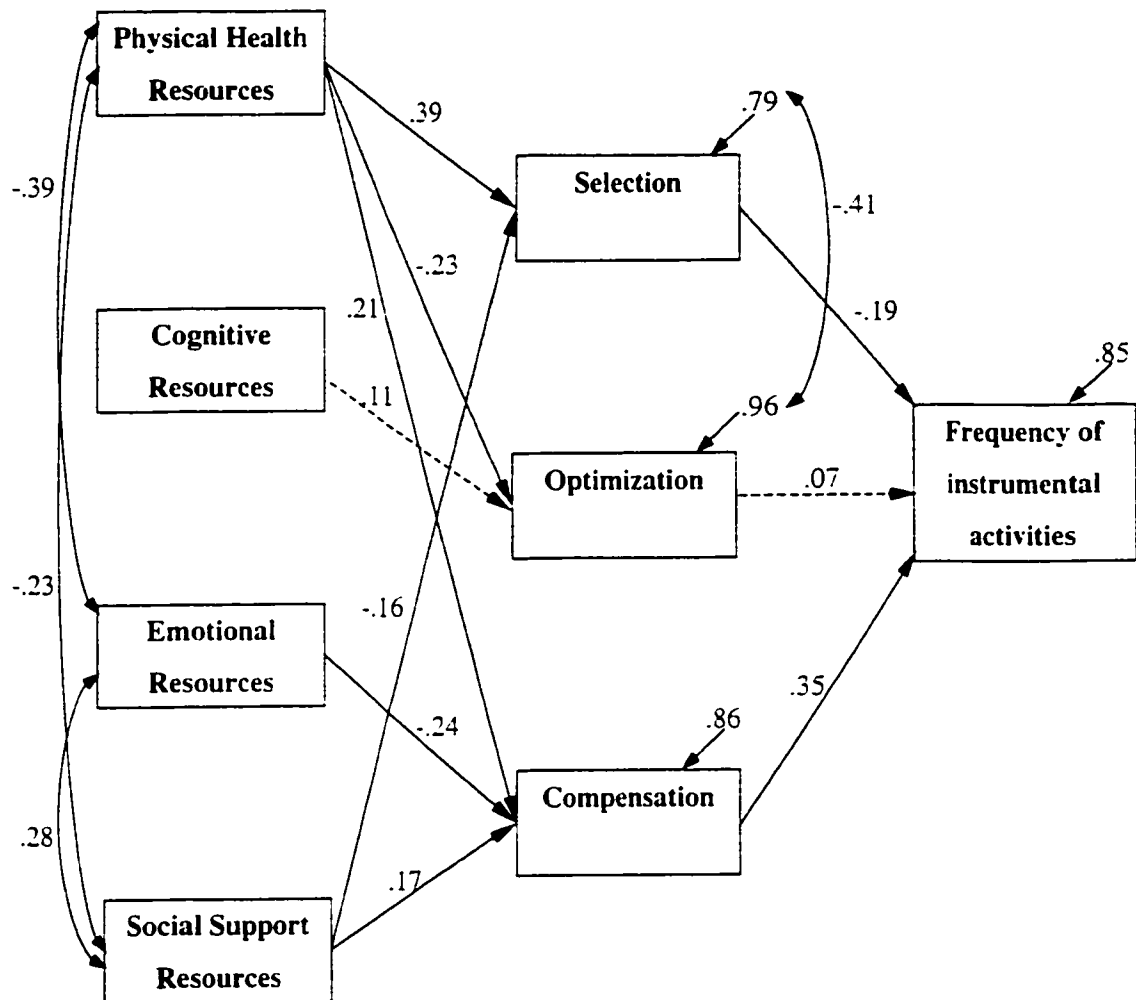 Physical Health
Resources
.39
.79
-.39
Selection
-.41
-.23
.21
-.19
Cognitive
Resources
.11
.85
.96
Frequency of
instrumental
activities
Optimization
.07
-.23
-.16
Emotional
Resources
.35
-.24
.86
Compensation
.28
.17
Social Support
Resources